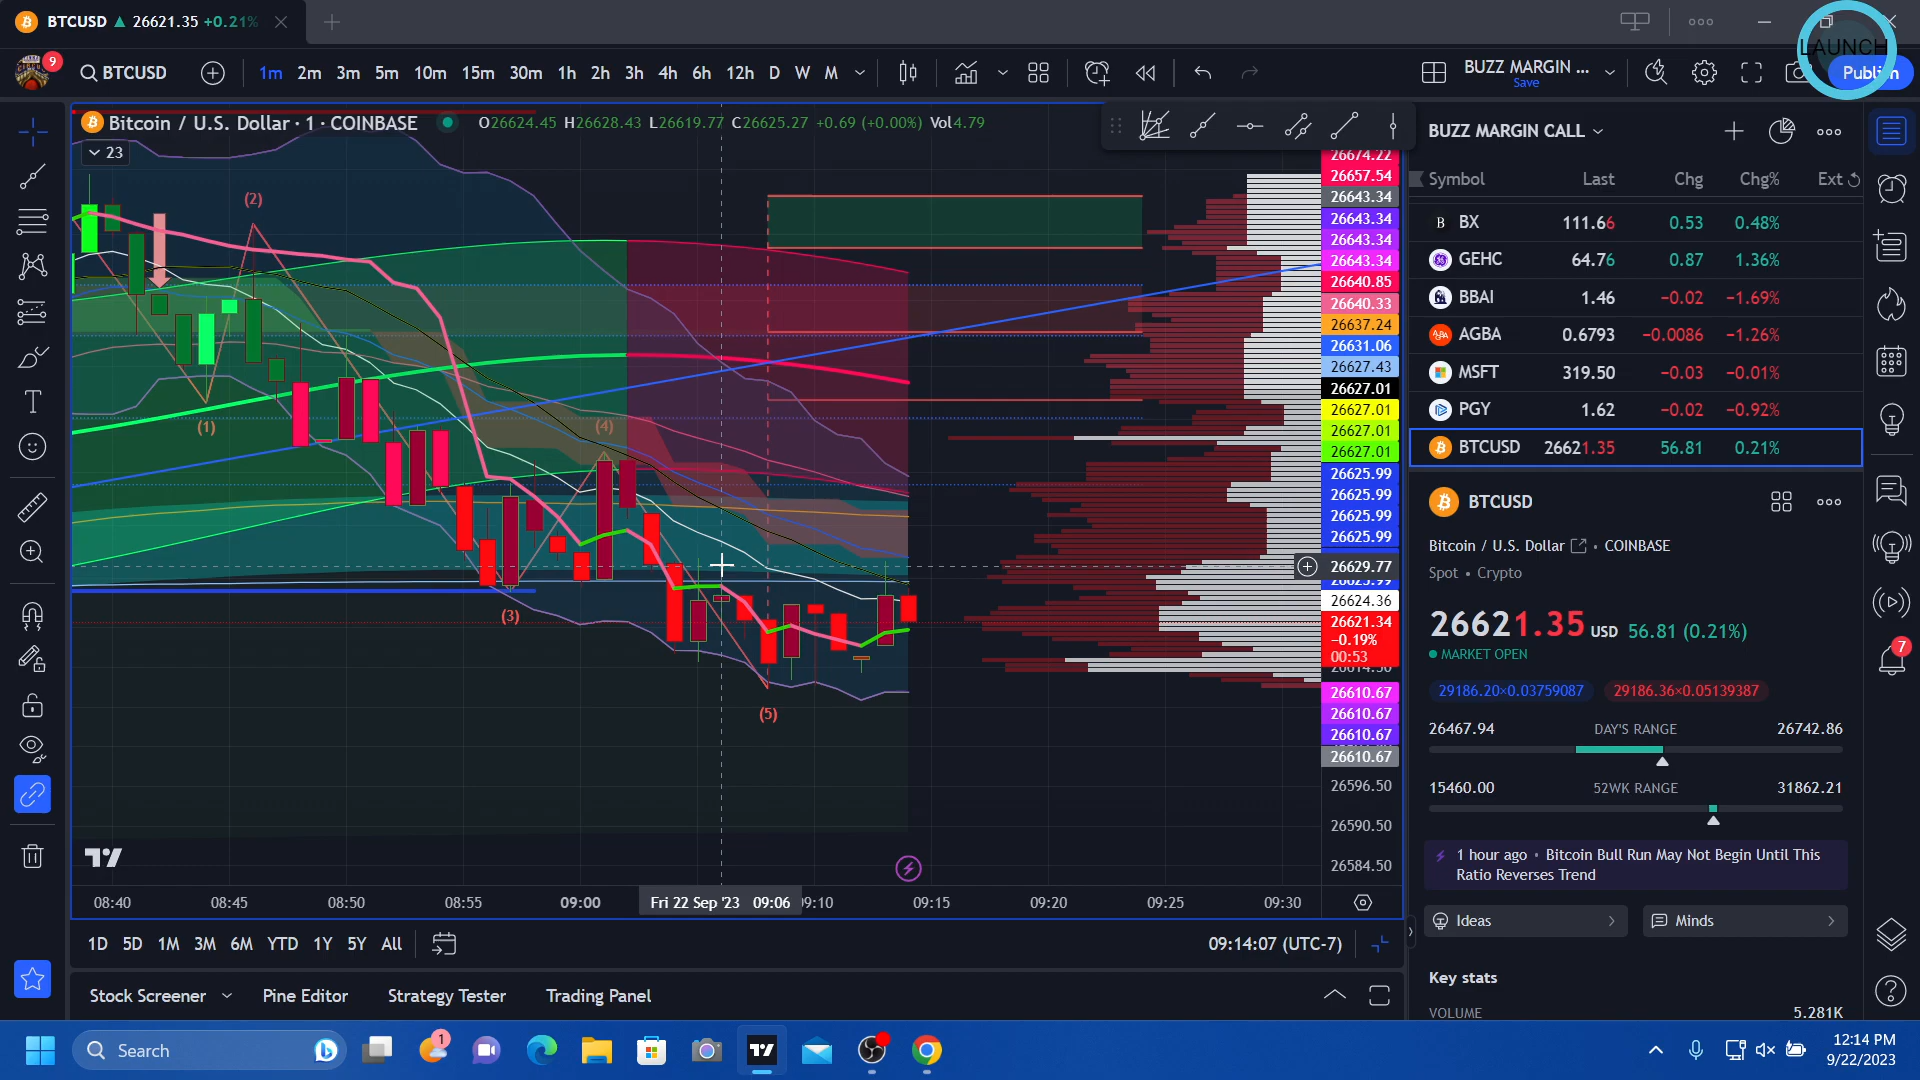 BTCUSD ▲ 26621.35 +0.21%
LAUNCH
9
BTCUSD
1m 2m 3m 5m 10m 15m 30m 1h 2h 3h 4h 6h 12h D W M
BUZZ MARGIN ...
Save
Publish
Bitcoin / U.S. Dollar · 1 · COINBASE
O26624.45 H26628.43 L26619.77 C26625.27 +0.69 (+0.00%) Vol4.79
23
(2)
(1)
(4)
(3)
(5)
26674.22
26657.54
26643.34
26643.34
26643.34
26643.34
26640.85
26640.33
26637.24
26631.06
26627.43
26627.01
26627.01
26627.01
26627.01
26625.99
26625.99
26625.99
26625.99
26629.77
26624.36
26621.34
−0.19%
00:53
26610.67
26610.67
26610.67
26610.67
26596.50
26590.50
26584.50
08:40 08:45 08:50 08:55 09:00 Fri 22 Sep '23 09:06 09:10 09:15 09:20 09:25 09:30
1D 5D 1M 3M 6M YTD 1Y 5Y All
09:14:07 (UTC-7)
Stock Screener Pine Editor Strategy Tester Trading Panel
BUZZ MARGIN CALL
Symbol Last Chg Chg% Ext
BX 111.66 0.53 0.48%
GEHC 64.76 0.87 1.36%
BBAI 1.46 −0.02 −1.69%
AGBA 0.6793 −0.0086 −1.26%
MSFT 319.50 −0.03 −0.01%
PGY 1.62 −0.02 −0.92%
BTCUSD 26621.35 56.81 0.21%
BTCUSD
Bitcoin / U.S. Dollar • COINBASE
Spot • Crypto
26621.35 USD 56.81 (0.21%)
MARKET OPEN
29186.20×0.03759087 29186.36×0.05139387
26467.94 DAY'S RANGE 26742.86
15460.00 52WK RANGE 31862.21
1 hour ago • Bitcoin Bull Run May Not Begin Until This
Ratio Reverses Trend
Ideas Minds
Key stats
VOLUME 5.281K
7
Search
1
12:14 PM
9/22/2023